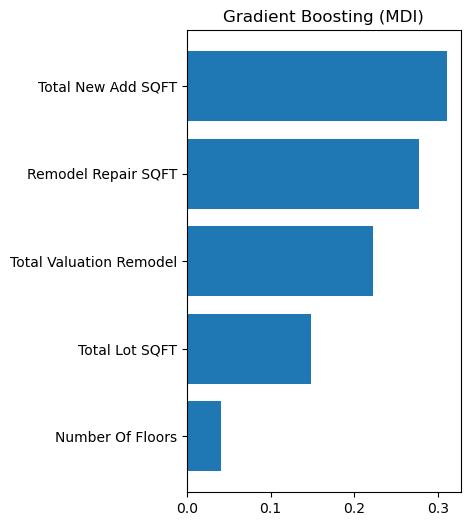 Gradient Boosting (MDI)
Total New Add SQFT
Remodel Repair SQFT
Total Valuation Remodel
Total Lot SQFT
Number Of Floors
0.0 0.1 0.2 0.3